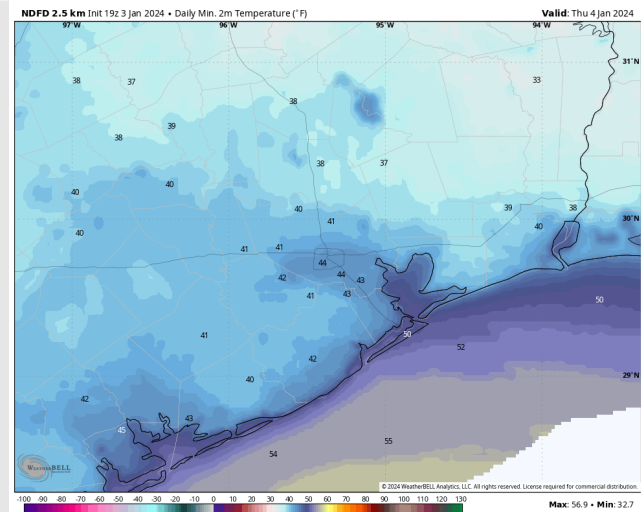 NDFD 2.5 km Init 19z 3 Jan 2024 • Daily Min. 2m Temperature (°F)
Valid: Thu 4 Jan 2024
97°W 96°W 95°W 94°W
31°N
38 37 33
38
39
38
38 37
40
40
40 39 38
41 30°N
40 40
41 41
44
42 44 43
41 43
50
41 50
52
42 29°N
40
42
43
45
55
54
WEATHERBELL
© 2024 WeatherBELL Analytics, LLC. All rights reserved. License required for commercial distribution.
-100 -90 -80 -70 -60 -50 -40 -30 -20 -10 0 10 20 30 40 50 60 70 80 90 100 110 120 130
Max: 56.9 • Min: 32.7